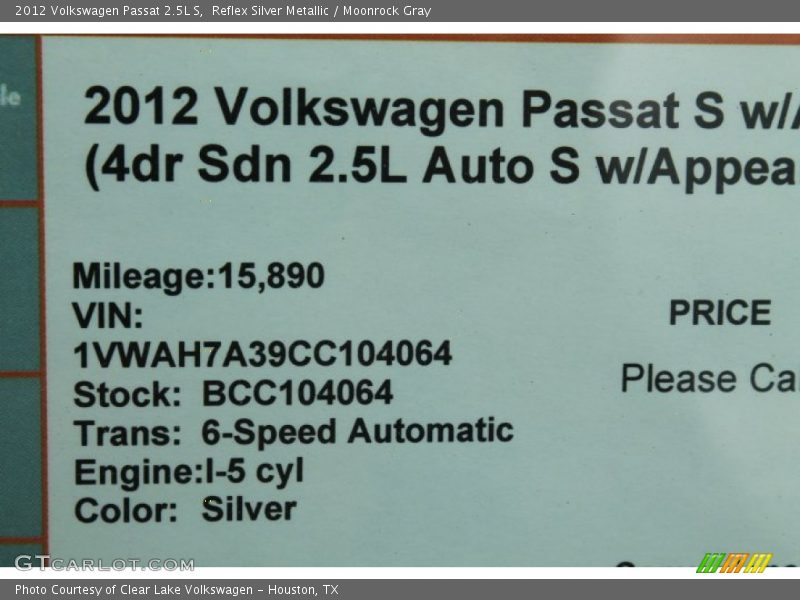 2012 Volkswagen Passat 2.5L S,  Reflex Silver Metallic / Moonrock Gray
2012 Volkswagen Passat S w/
(4dr Sdn 2.5L Auto S w/Appea
Mileage:15,890
VIN:
1VWAH7A39CC104064
PRICE
Stock: BCC104064
Please Ca
Trans: 6-Speed Automatic
Engine:I-5 cyl
Color: Silver
GTCARLOT.COM
Photo Courtesy of Clear Lake Volkswagen – Houston, TX